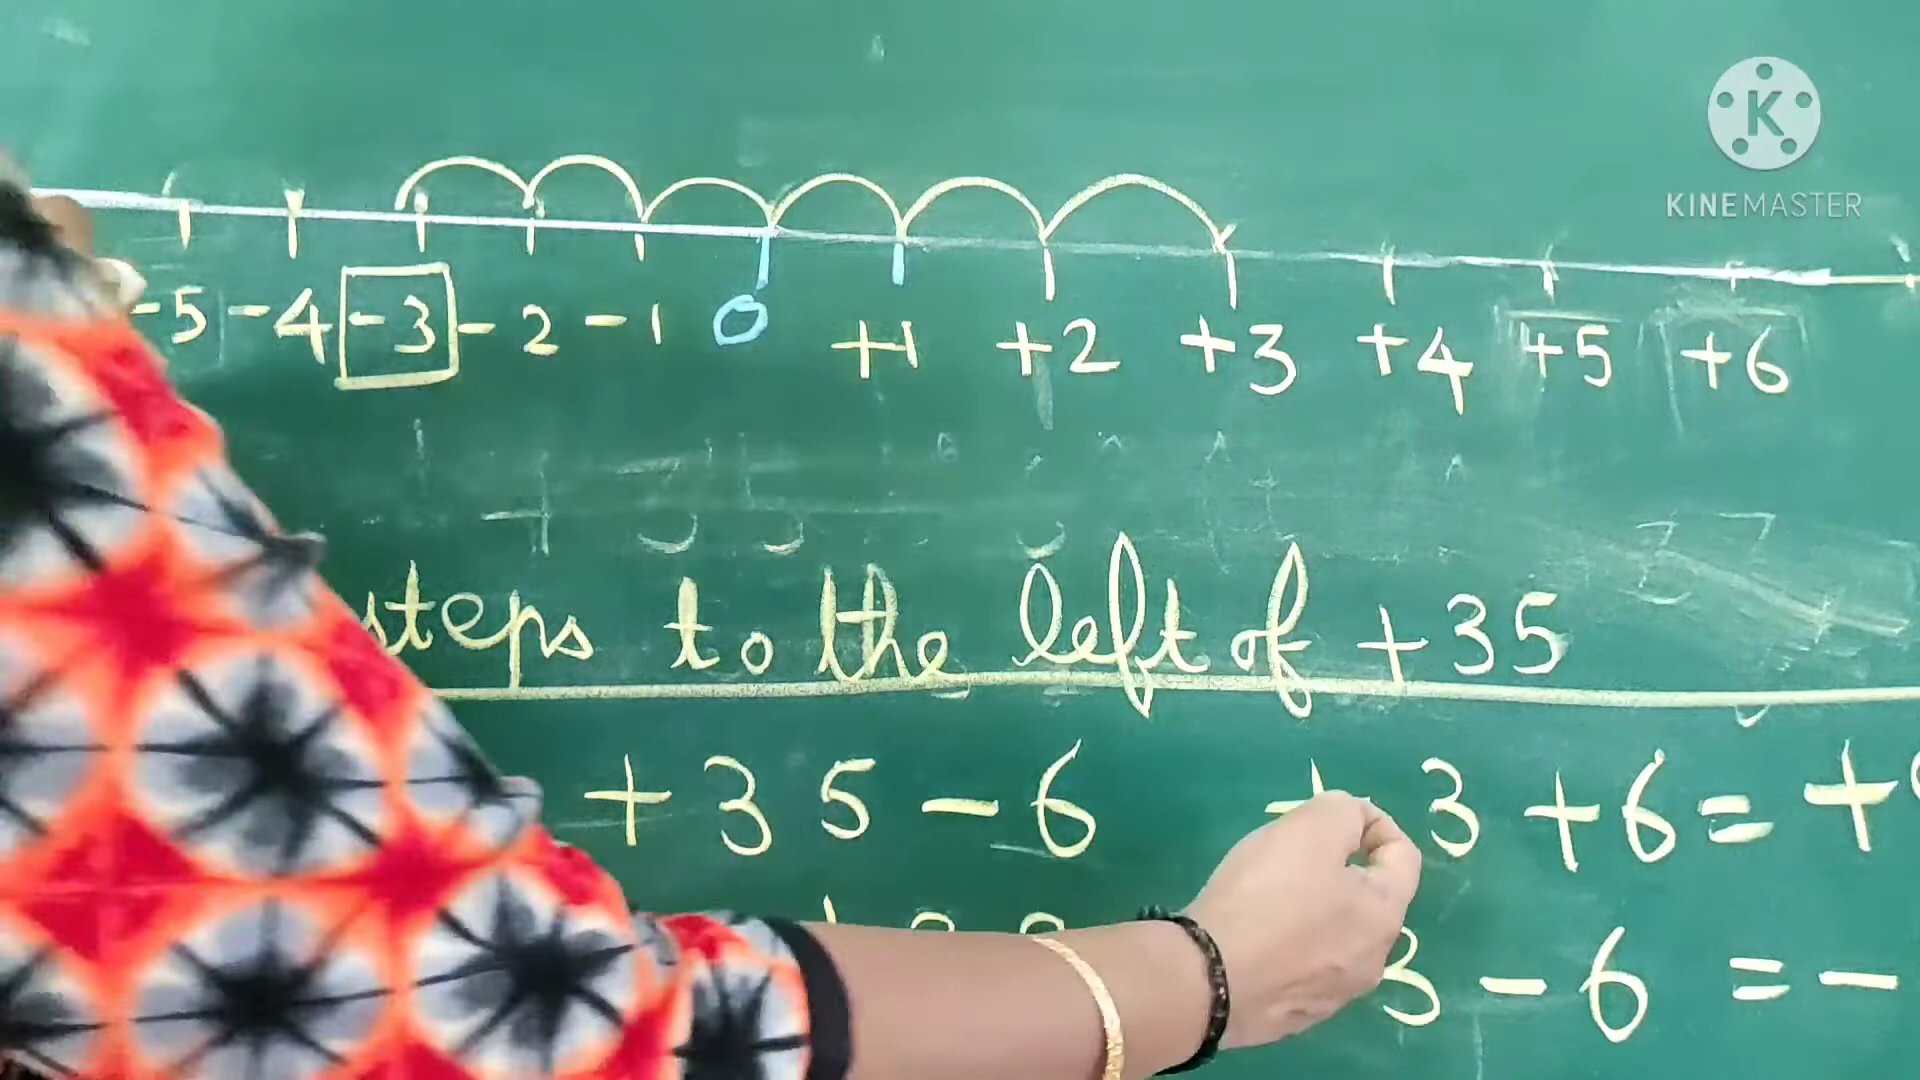 K
KINEMASTER
-5 -4 -3 -2 -1 0 +1 +2 +3 +4 +5 +6
steps to the left of +35
+35-6 +3+6=+
3-6=-